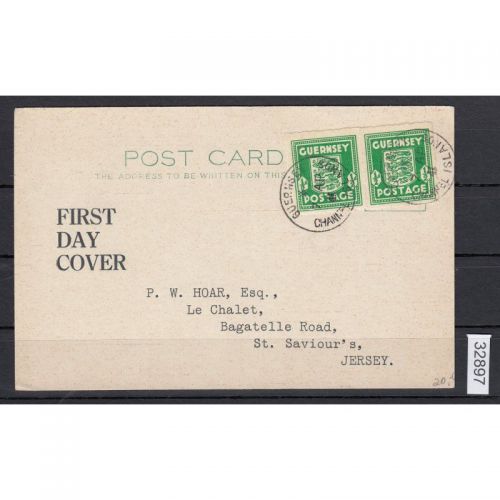 POST CARD
THE ADDRESS TO BE WRITTEN ON THIS
GUERNSEY
POSTAGE
GUERNSEY
POSTAGE
FIRST
DAY
COVER
P. W. HOAR, Esq.,
Le Chalet,
Bagatelle Road,
St. Saviour's,
JERSEY.
20,-
32897